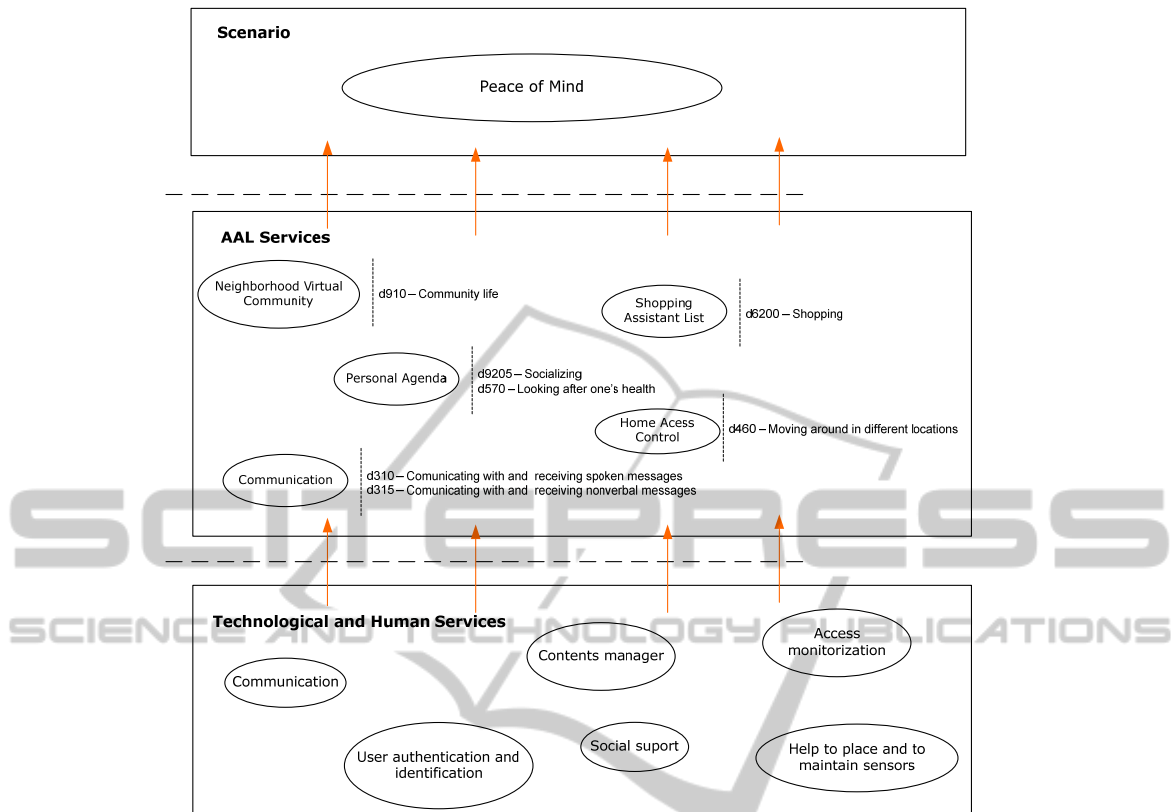 Scenario
Peace of Mind
AAL Services
Neighborhood Virtual
Community
d910 – Community life
Shopping
Assistant List
d6200 – Shopping
Personal Agenda
d9205 – Socializing
d570 – Looking after one's health
Home Acess
Control
d460 – Moving around in different locations
Communication
d310 – Comunicating with and receiving spoken messages
d315 – Comunicating with and receiving nonverbal messages
SCITEPRESS
SCIENCE AND TECHNOLOGY PUBLICATIONS
Technological and Human Services
Communication
Contents manager
Access
monitorization
User authentication and
identification
Social suport
Help to place and to
maintain sensors